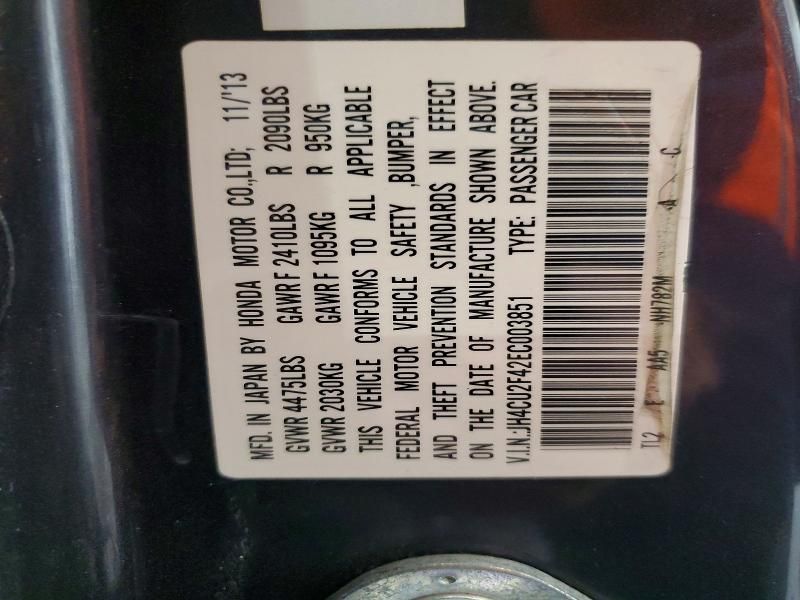 MFD. IN JAPAN BY HONDA MOTOR CO.,LTD; 11/'13
GVWR 4475LBS GAWR F 2410LBS R 2090LBS
GVWR 2030KG GAWR F 1095KG R 950KG
THIS VEHICLE CONFORMS TO ALL APPLICABLE
FEDERAL MOTOR VEHICLE SAFETY ,BUMPER,
AND THEFT PREVENTION STANDARDS IN EFFECT
ON THE DATE OF MANUFACTURE SHOWN ABOVE.
V.I.N.:JH4CU2F42EC003851 TYPE: PASSENGER CAR
TL2 E AA5 NH782M A C